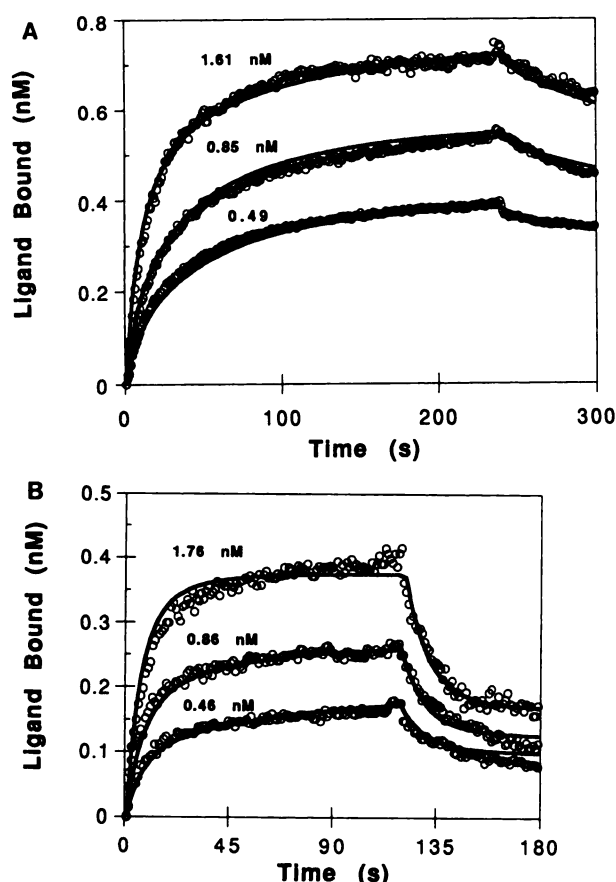 A
Ligand Bound (nM)
0.8
0.6
0.4
0.2
0
1.61 nM
0.85 nM
0.49
0 100 200 300
Time (s)
B
Ligand Bound (nM)
0.5
0.4
0.3
0.2
0.1
0
1.76 nM
0.86 nM
0.46 nM
0 45 90 135 180
Time (s)